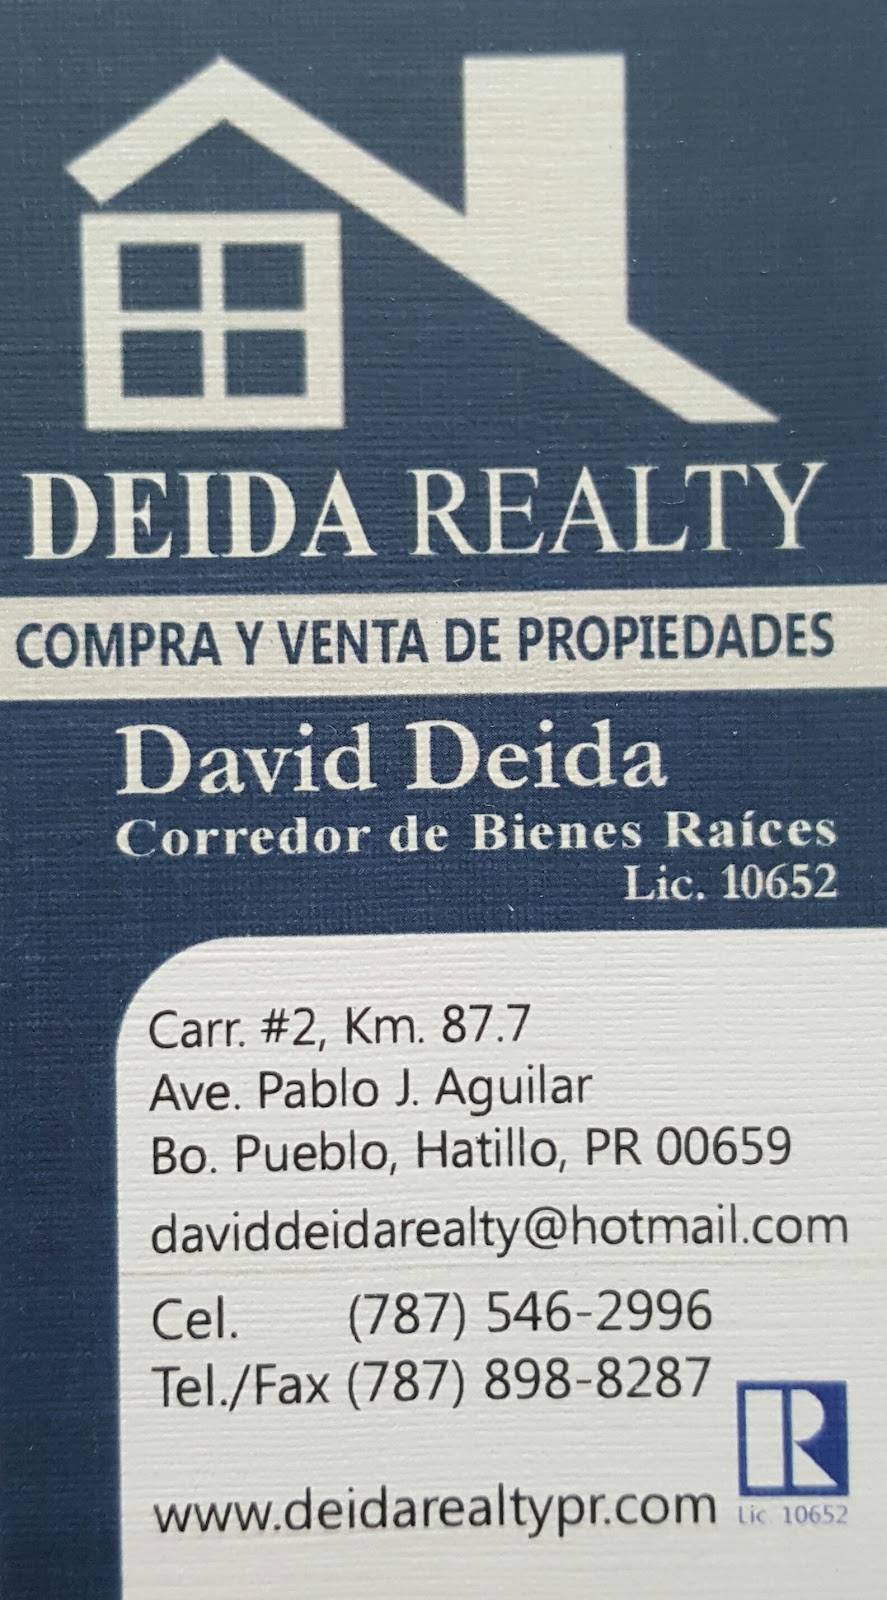 DEIDA REALTY
COMPRA Y VENTA DE PROPIEDADES
David Deida
Corredor de Bienes Raíces
Lic. 10652
Carr. #2, Km. 87.7
Ave. Pablo J. Aguilar
Bo. Pueblo, Hatillo, PR 00659
daviddeidarealty@hotmail.com
Cel. (787) 546-2996
Tel./Fax (787) 898-8287
www.deidarealtypr.com
R
Lic 10652